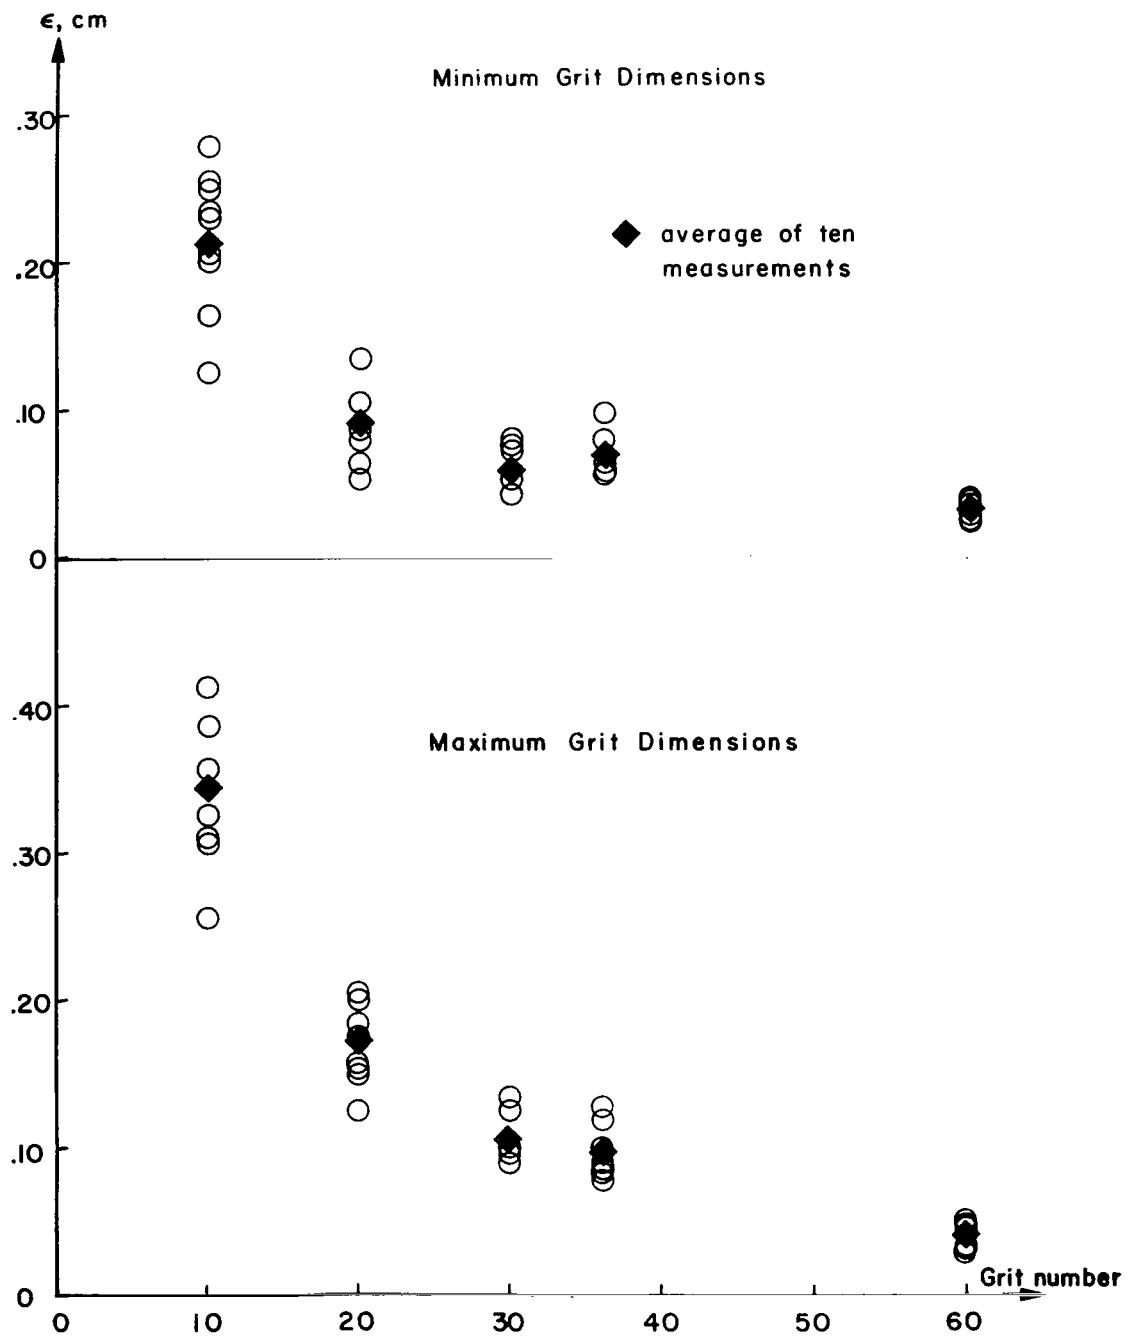 ϵ, cm
Minimum Grit Dimensions
.30
average of ten
measurements
.20
.10
0
.40
Maximum Grit Dimensions
.30
.20
.10
0
Grit number
0 10 20 30 40 50 60